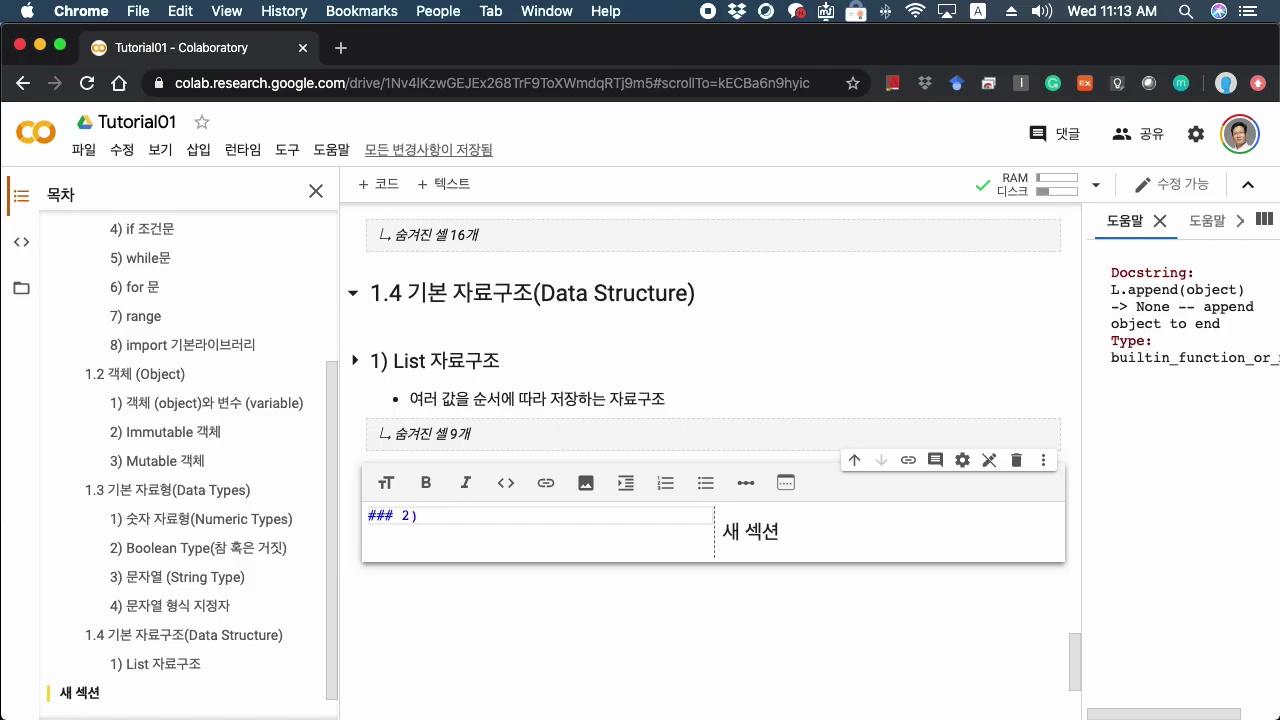 Chrome File Edit View History Bookmarks People Tab Window Help A Wed 11:13 AM
Tutorial01 - Colaboratory
colab.research.google.com/drive/1Nv4lKzwGEJEx268TrF9ToXWmdqRTj9m5#scrollTo=kECBa6n9hyic
Tutorial01
댓글 공유
파일 수정 보기 삽입 런타임 도구 도움말 모든 변경사항이 저장됨
목차
+ 코드 + 텍스트
RAM
디스크
수정 가능
4) if 조건문
5) while문
6) for 문
7) range
8) import 기본라이브러리
1.2 객체 (Object)
1) 객체 (object)와 변수 (variable)
2) Immutable 객체
3) Mutable 객체
1.3 기본 자료형(Data Types)
1) 숫자 자료형(Numeric Types)
2) Boolean Type(참 혹은 거짓)
3) 문자열 (String Type)
4) 문자열 형식 지정자
1.4 기본 자료구조(Data Structure)
1) List 자료구조
새 섹션
숨겨진 셀 16개
1.4 기본 자료구조(Data Structure)
1) List 자료구조
• 여러 값을 순서에 따라 저장하는 자료구조
숨겨진 셀 9개
### 2)
새 섹션
도움말 도움말
Docstring:
L.append(object)
-> None -- append
object to end
Type:
builtin_function_or_